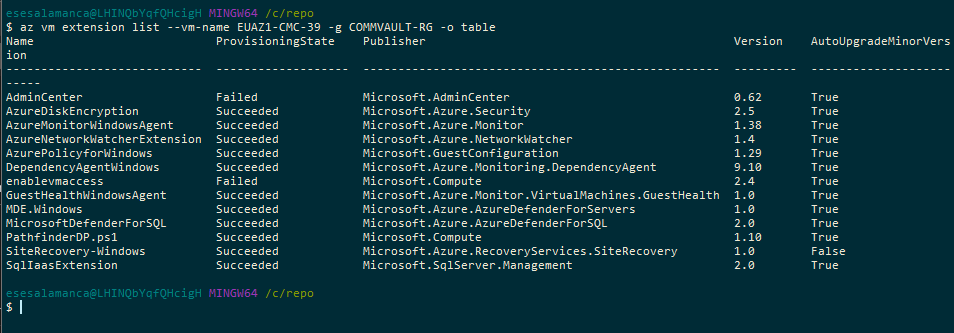 esesalamanca@LHINQbYqfQHcigH MINGW64 /c/repo
$ az vm extension list --vm-name EUAZ1-CMC-39 -g COMMVAULT-RG -o table
Name                          ProvisioningState    Publisher                                            Version    AutoUpgradeMinorVers
ion
----------------------------  -------------------  ---------------------------------------------------  ---------  --------------------
-----
AdminCenter                   Failed               Microsoft.AdminCenter                                0.62       True
AzureDiskEncryption           Succeeded            Microsoft.Azure.Security                             2.5        True
AzureMonitorWindowsAgent      Succeeded            Microsoft.Azure.Monitor                              1.38       True
AzureNetworkWatcherExtension  Succeeded            Microsoft.Azure.NetworkWatcher                       1.4        True
AzurePolicyforWindows         Succeeded            Microsoft.GuestConfiguration                         1.29       True
DependencyAgentWindows        Succeeded            Microsoft.Azure.Monitoring.DependencyAgent           9.10       True
enablevmaccess                Failed               Microsoft.Compute                                    2.4        True
GuestHealthWindowsAgent       Succeeded            Microsoft.Azure.Monitor.VirtualMachines.GuestHealth  1.0        True
MDE.Windows                   Succeeded            Microsoft.Azure.AzureDefenderForServers              1.0        True
MicrosoftDefenderForSQL       Succeeded            Microsoft.Azure.AzureDefenderForSQL                  2.0        True
PathfinderDP.ps1              Succeeded            Microsoft.Compute                                    1.10       True
SiteRecovery-Windows          Succeeded            Microsoft.Azure.RecoveryServices.SiteRecovery        1.0        False
SqlIaasExtension              Succeeded            Microsoft.SqlServer.Management                       2.0        True
esesalamanca@LHINQbYqfQHcigH MINGW64 /c/repo
$